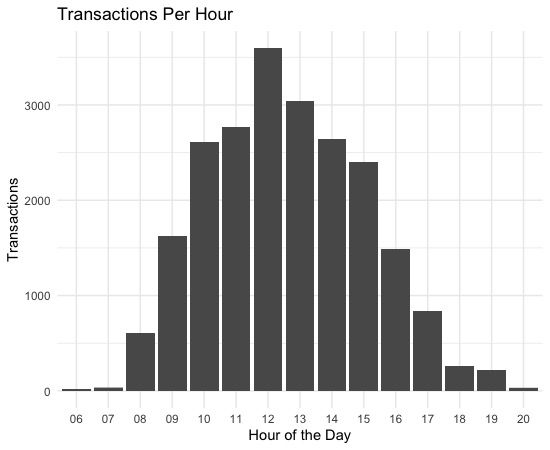 Transactions Per Hour
3000
2000
1000
0
Transactions
06 07 08 09 10 11 12 13 14 15 16 17 18 19 20
Hour of the Day